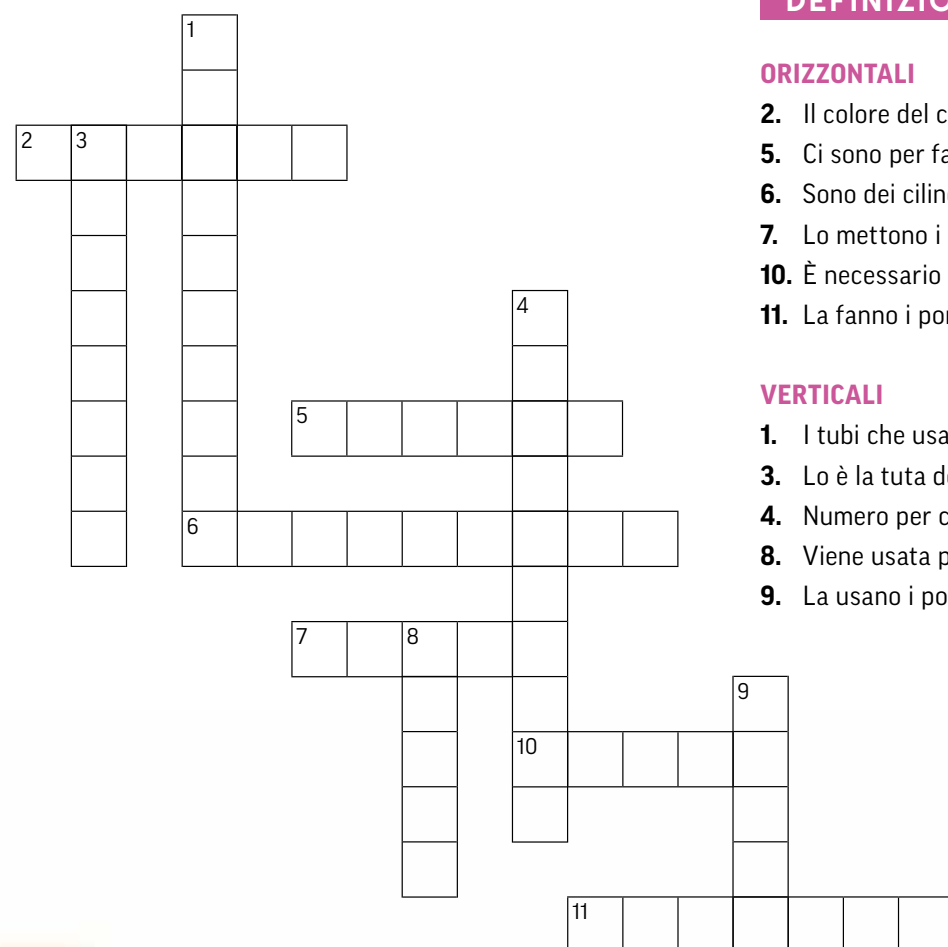 DEFINIZIO
ORIZZONTALI
2. Il colore del c
5. Ci sono per fa
6. Sono dei cilin
7. Lo mettono i
10. È necessario
11. La fanno i por
VERTICALI
1. I tubi che usa
3. Lo è la tuta de
4. Numero per c
8. Viene usata p
9. La usano i po
1
2 3
4
5
6
7 8
9
10
11